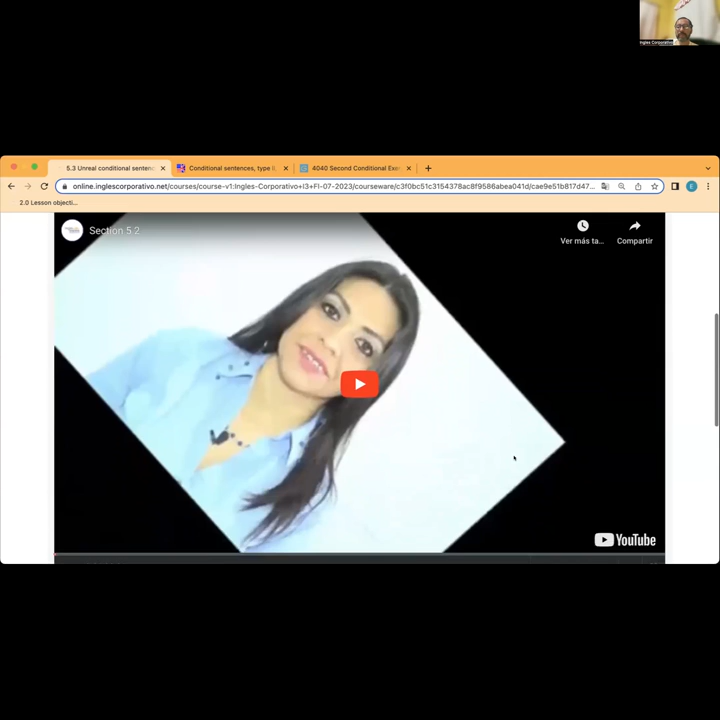 Ingles Corporativo
5.3 Unreal conditional sentenc
Conditional sentences, type II,
4040 Second Conditional Exer
online.inglescorporativo.net/courses/course-v1:Ingles-Corporativo+I3+FI-07-2023/courseware/c3f0bc51c3154378ac8f9586abea041d/cae9e51b817d47...
E
2.0 Lesson objecti...
Section 5.2
Ver más ta...
Compartir
YouTube